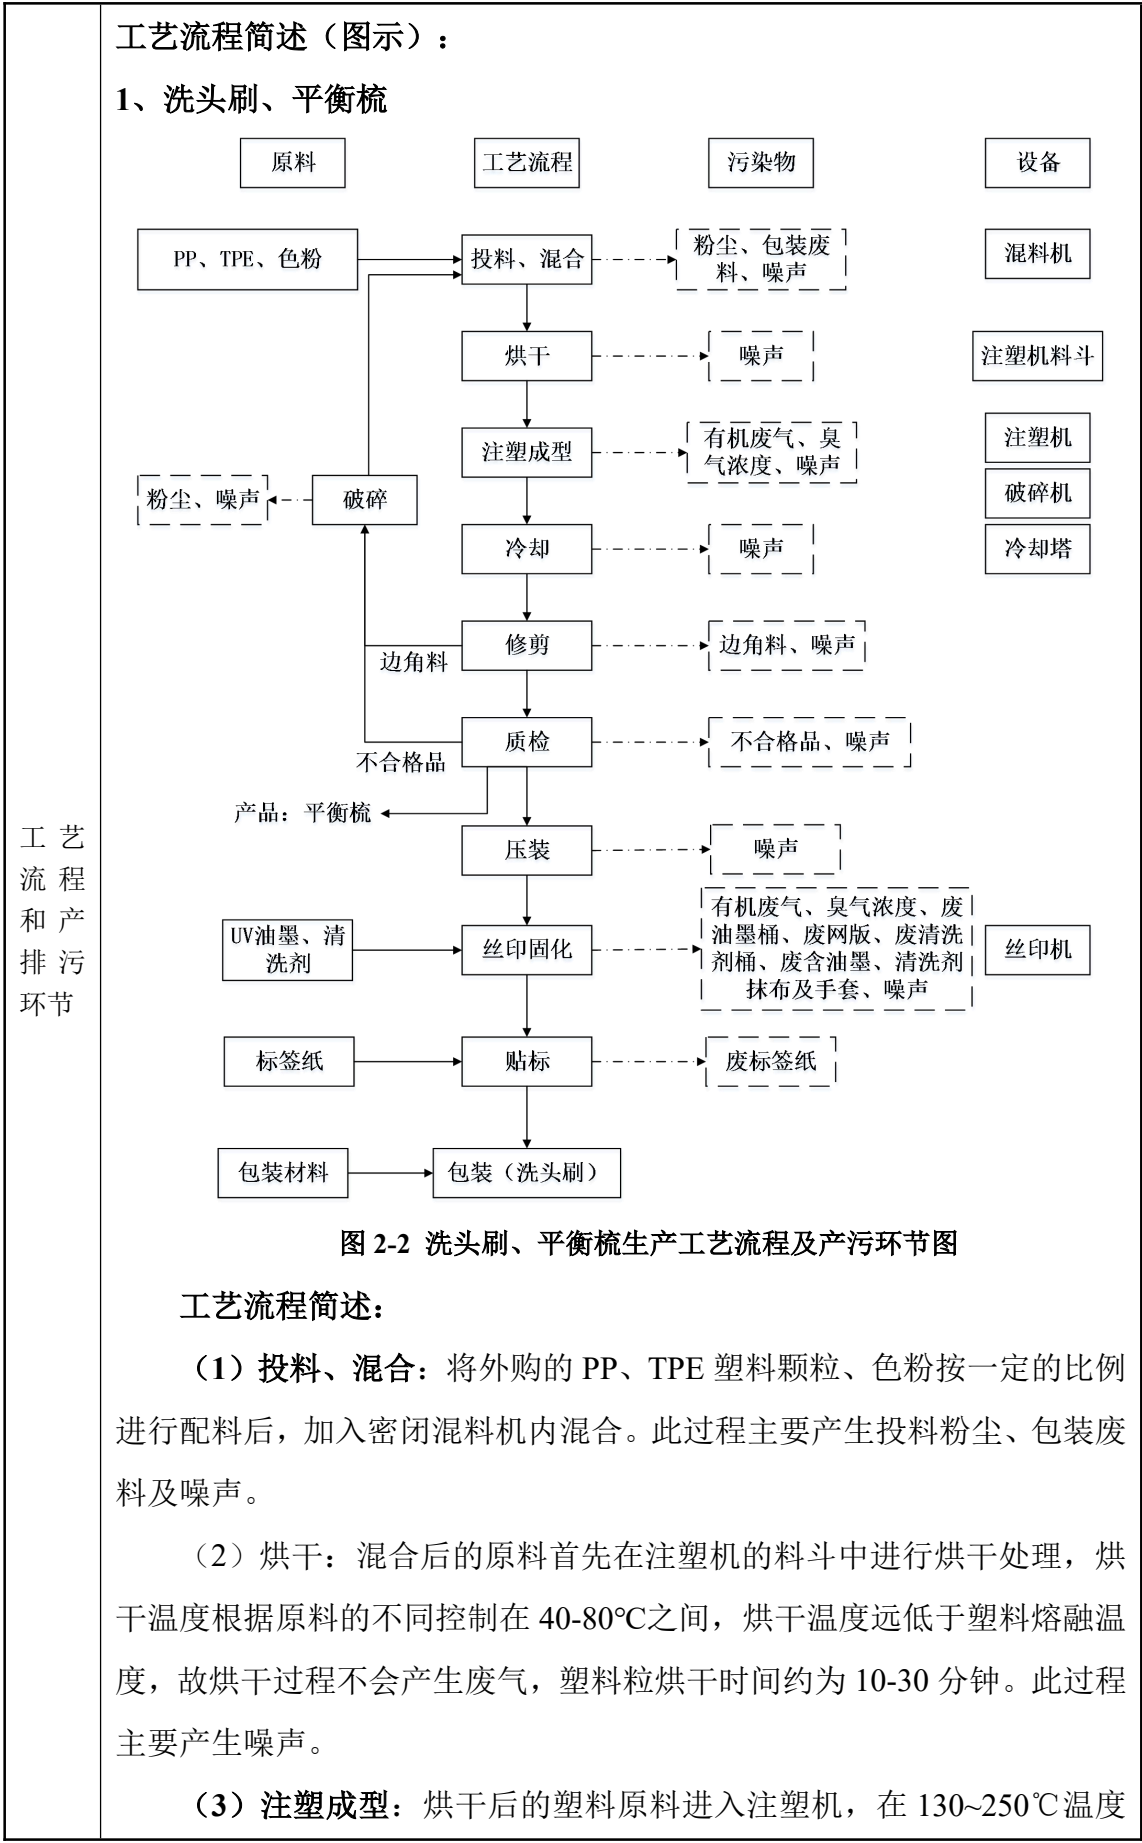 工艺流程简述（图示）：
1、洗头刷、平衡梳
原料
工艺流程
污染物
设备
PP、TPE、色粉
投料、混合
粉尘、包装废
料、噪声
混料机
烘干
噪声
注塑机料斗
注塑成型
有机废气、臭
气浓度、噪声
注塑机
粉尘、噪声
破碎
破碎机
冷却
噪声
冷却塔
修剪
边角料、噪声
边角料
质检
不合格品、噪声
不合格品
产品：平衡梳
压装
噪声
UV油墨、清
洗剂
丝印固化
有机废气、臭气浓度、废
油墨桶、废网版、废清洗
剂桶、废含油墨、清洗剂
抹布及手套、噪声
丝印机
标签纸
贴标
废标签纸
包装材料
包装（洗头刷）
工艺
流程
和产
排污
环节
图 2-2 洗头刷、平衡梳生产工艺流程及产污环节图
工艺流程简述：
（1）投料、混合：将外购的 PP、TPE 塑料颗粒、色粉按一定的比例
进行配料后，加入密闭混料机内混合。此过程主要产生投料粉尘、包装废
料及噪声。
（2）烘干：混合后的原料首先在注塑机的料斗中进行烘干处理，烘
干温度根据原料的不同控制在 40-80℃之间，烘干温度远低于塑料熔融温
度，故烘干过程不会产生废气，塑料粒烘干时间约为 10-30 分钟。此过程
主要产生噪声。
（3）注塑成型：烘干后的塑料原料进入注塑机，在 130~250℃温度